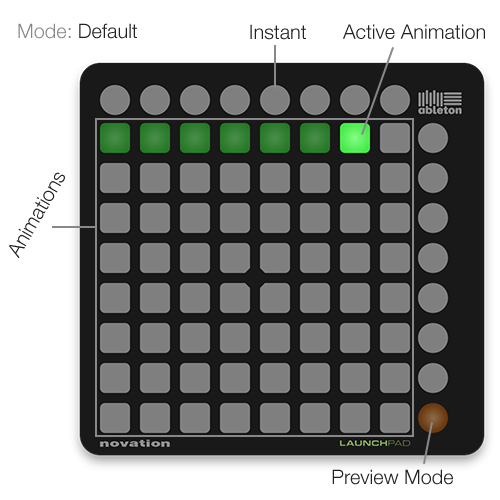 Mode: Default
Instant
Active Animation
ableton
Animations
novation
LAUNCHPAD
Preview Mode